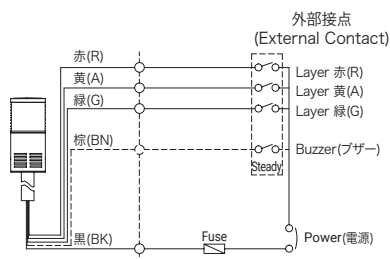 外部接点
(External Contact)
赤(R)
Layer 赤(R)
黄(A)
Layer 黄(A)
緑(G)
Layer 緑(G)
棕(BN)
Buzzer(ブザー)
Steady
黒(BK)
Fuse
Power(電源)